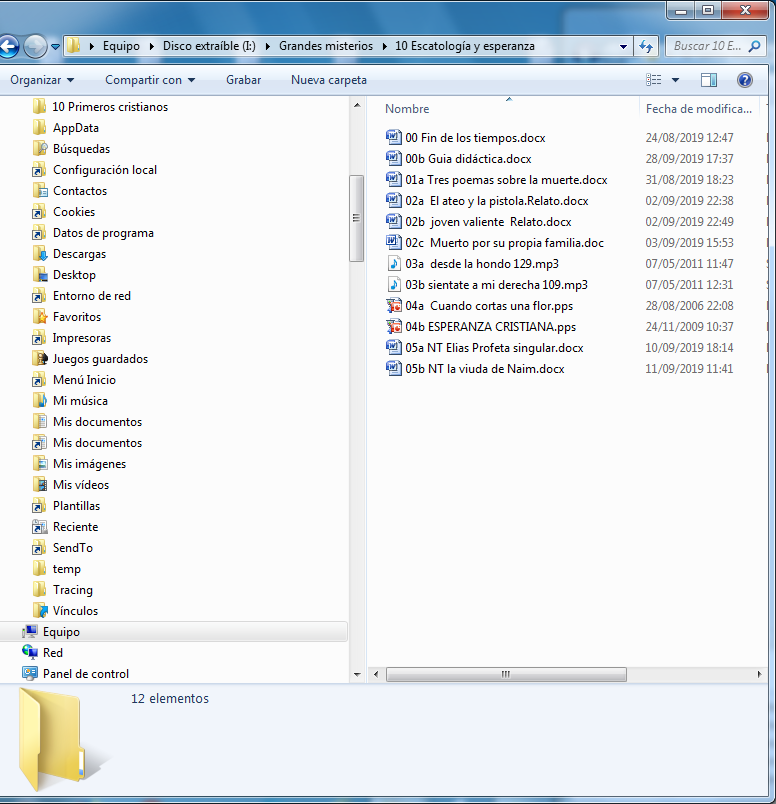 Equipo Disco extraíble (I:) Grandes misterios 10 Escatología y esperanza Buscar 10 E...
Organizar Compartir con Grabar Nueva carpeta
10 Primeros cristianos
AppData
Búsquedas
Configuración local
Contactos
Cookies
Datos de programa
Descargas
Desktop
Entorno de red
Favoritos
Impresoras
Juegos guardados
Menú Inicio
Mi música
Mis documentos
Mis documentos
Mis imágenes
Mis vídeos
Plantillas
Reciente
SendTo
temp
Tracing
Vínculos
Equipo
Red
Panel de control
Nombre Fecha de modifica...
00 Fin de los tiempos.docx 24/08/2019 12:47
00b Guia didáctica.docx 28/09/2019 17:37
01a Tres poemas sobre la muerte.docx 31/08/2019 18:23
02a El ateo y la pistola.Relato.docx 02/09/2019 22:38
02b joven valiente Relato.docx 02/09/2019 22:49
02c Muerto por su propia familia.doc 03/09/2019 15:53
03a desde la hondo 129.mp3 07/05/2011 11:47
03b sientate a mi derecha 109.mp3 07/05/2011 12:31
04a Cuando cortas una flor.pps 28/08/2006 22:08
04b ESPERANZA CRISTIANA.pps 24/11/2009 10:37
05a NT Elias Profeta singular.docx 10/09/2019 18:14
05b NT la viuda de Naim.docx 11/09/2019 11:41
12 elementos